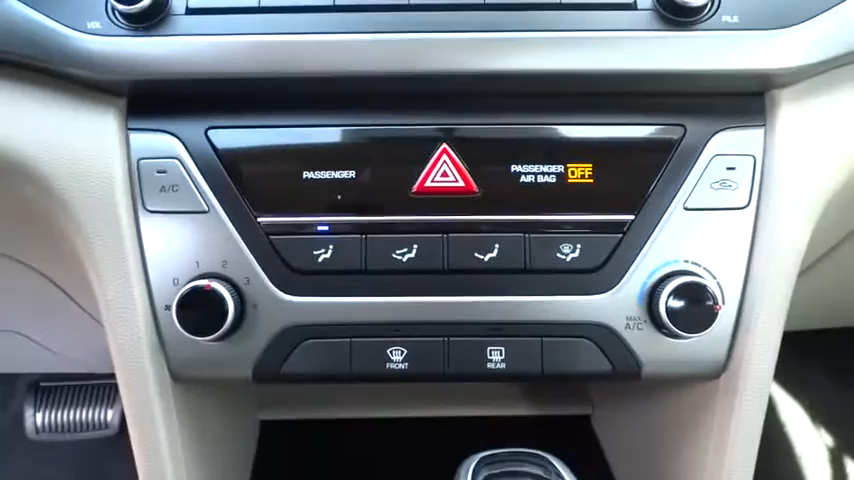 VOL
FILE
PASSENGER
PASSENGER
AIR BAG OFF
A/C
0 1 2 3 4
MAX
A/C
FRONT
REAR